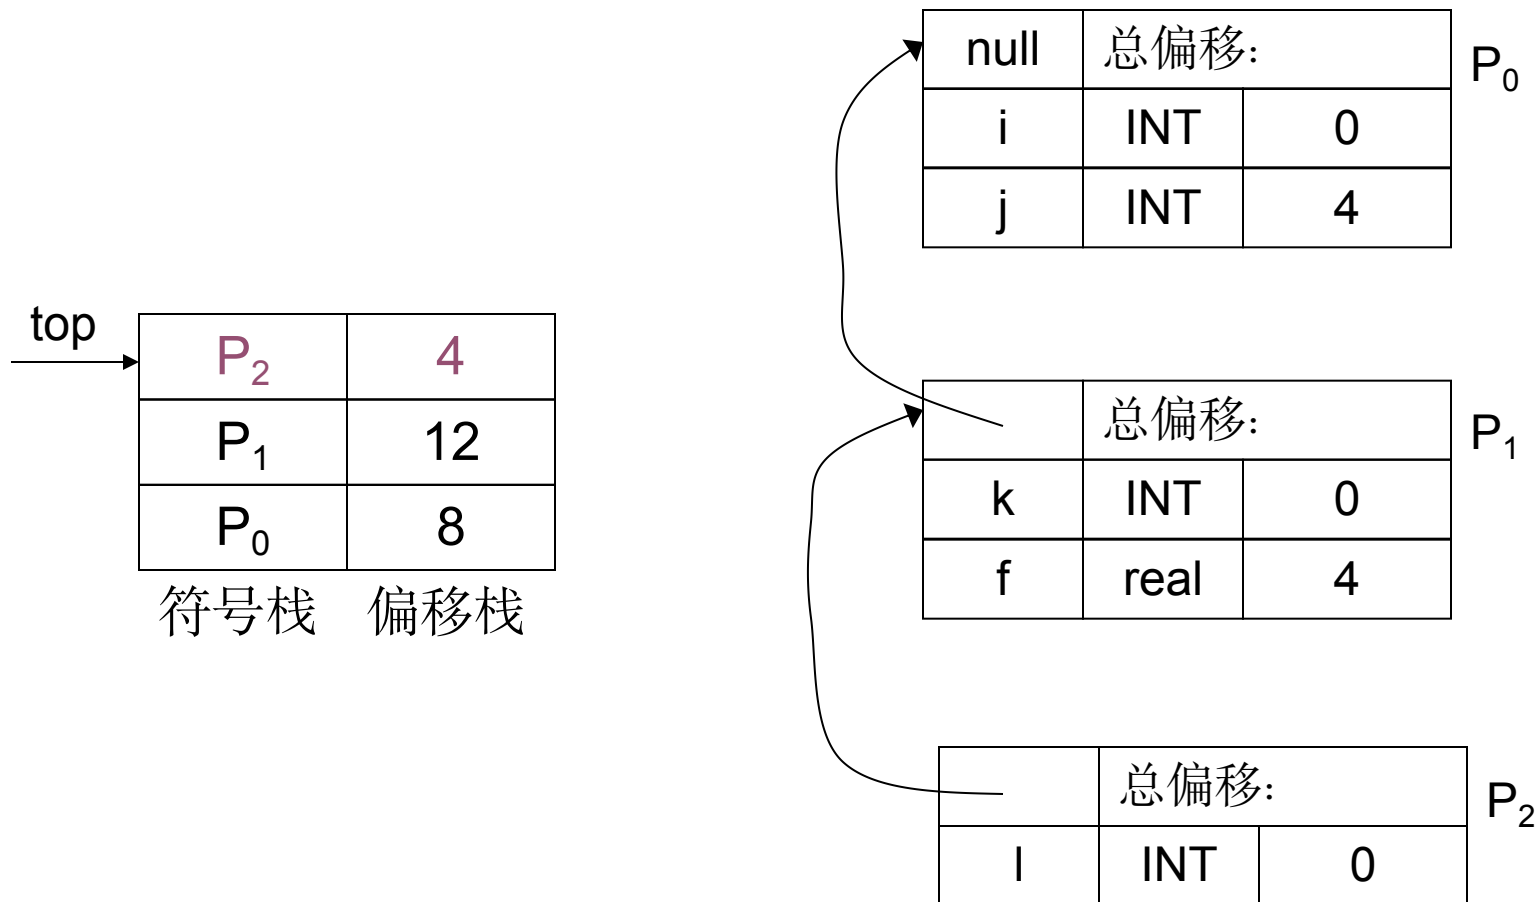 top
P₂ 4
P₁ 12
P₀ 8
符号栈 偏移栈
null 总偏移: P₀
i INT 0
j INT 4
总偏移: P₁
k INT 0
f real 4
总偏移: P₂
l INT 0